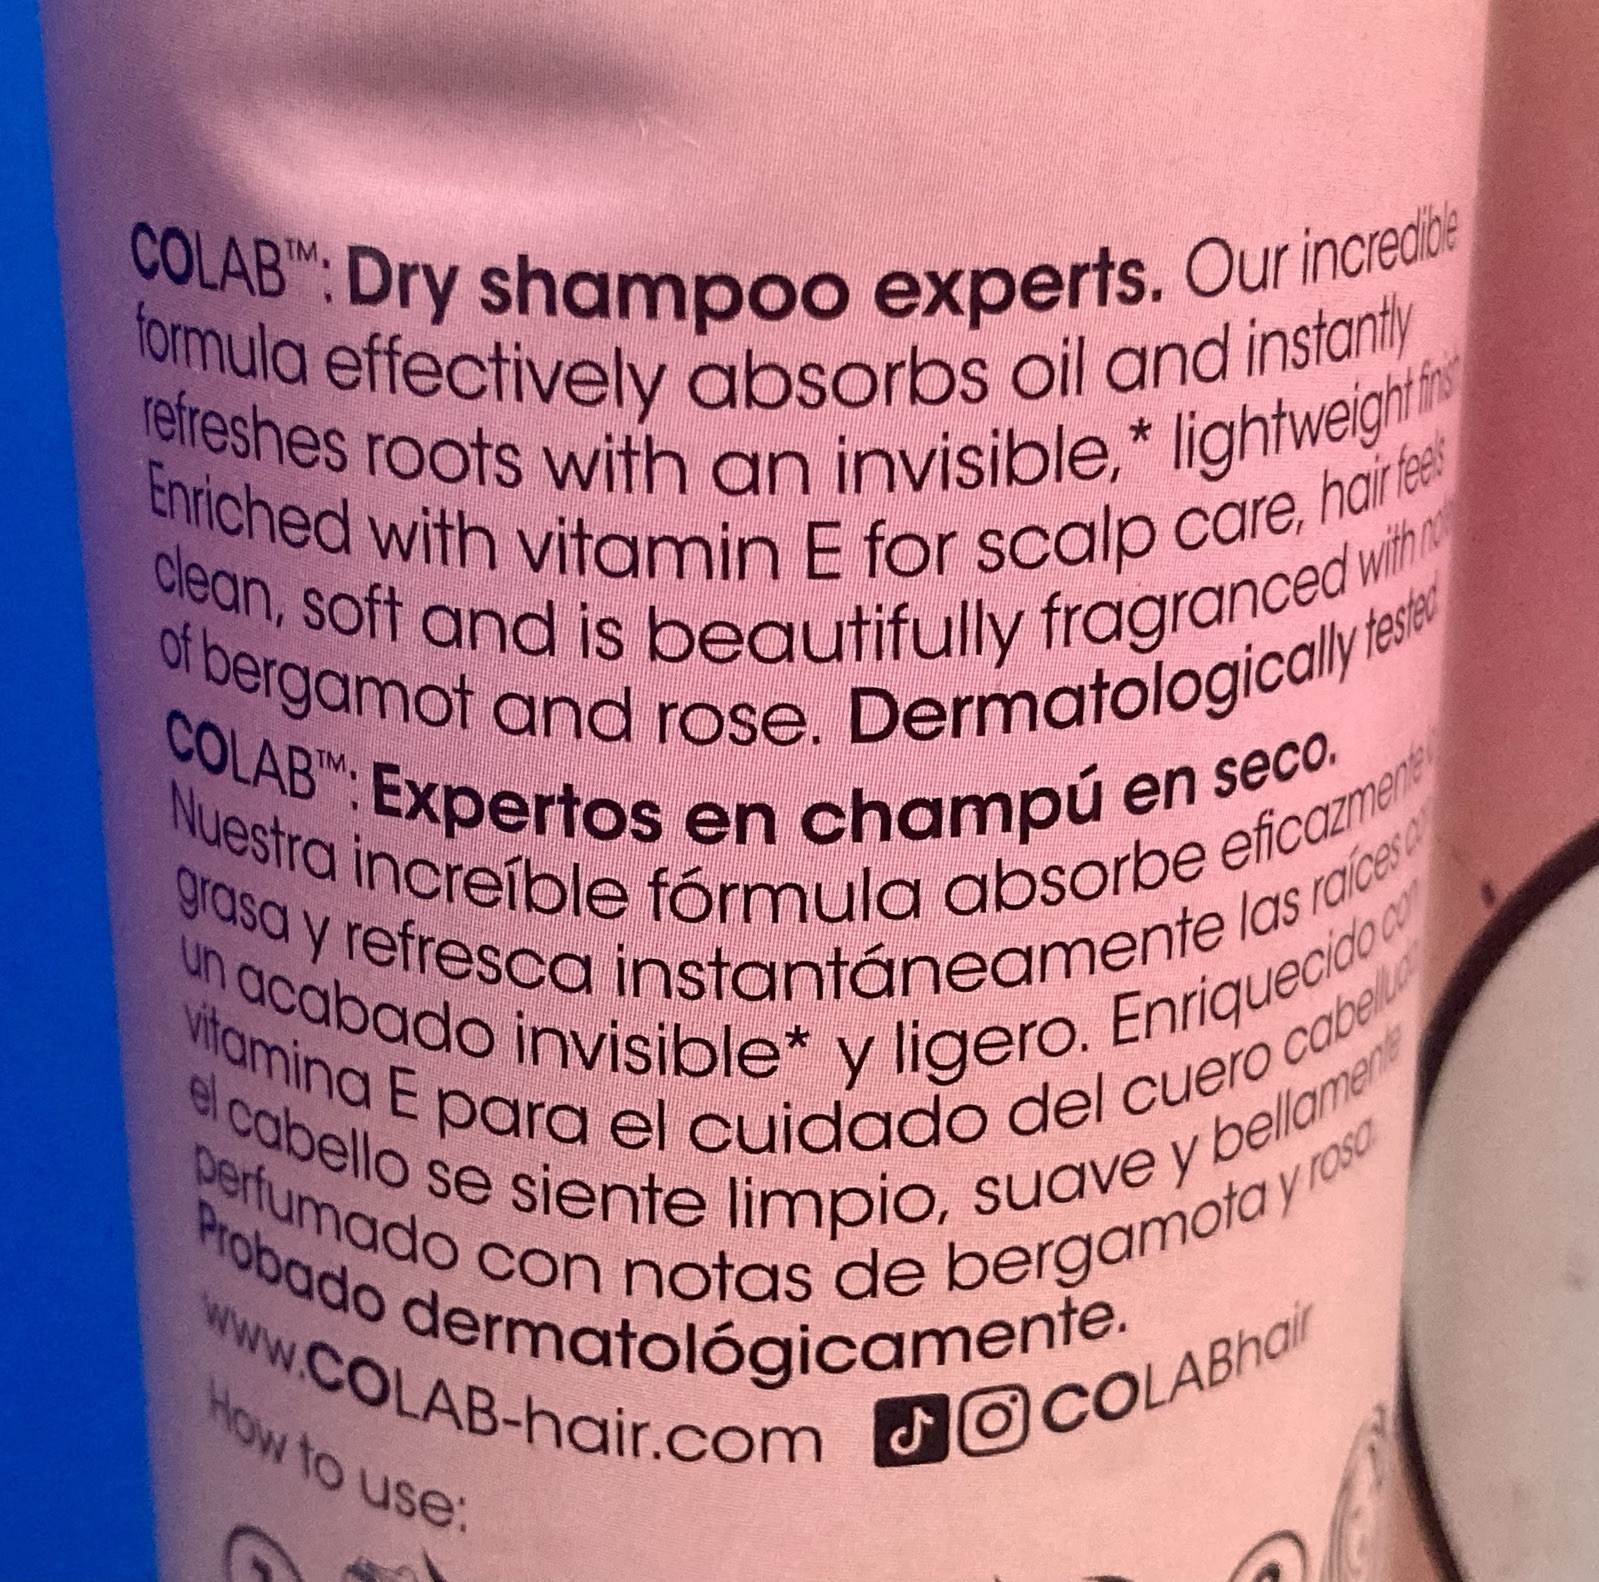 COLAB™: Dry shampoo experts. Our incredible
formula effectively absorbs oil and instantly
refreshes roots with an invisible,* lightweight finish
Enriched with vitamin E for scalp care, hair feels
clean, soft and is beautifully fragranced with
of bergamot and rose. Dermatologically tested
COLAB™: Expertos en champú en seco.
Nuestra increíble fórmula absorbe eficazmente
grasa y refresca instantáneamente las raíces
un acabado invisible* y ligero. Enriquecido con
vitamina E para el cuidado del cuero
el cabello se siente limpio, suave y bellamente
perfumado con notas de bergamota y rosa.
Probado dermatológicamente.
www.COLAB-hair.com COLABhair
How to use: